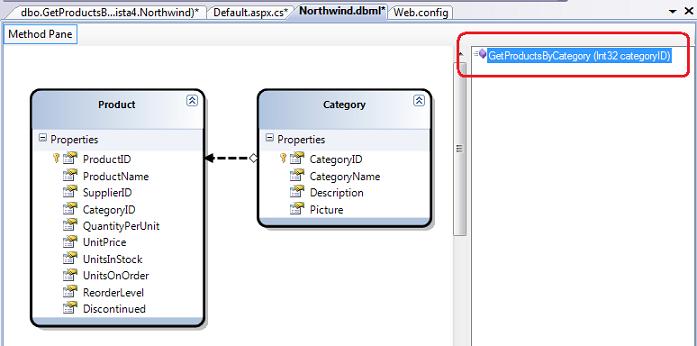 dbo.GetProductsB...ista4.Northwind)* Default.aspx.cs* Northwind.dbml* Web.config
Method Pane
GetProductsByCategory (Int32 categoryID)
Product
Properties
ProductID
ProductName
SupplierID
CategoryID
QuantityPerUnit
UnitPrice
UnitsInStock
UnitsOnOrder
ReorderLevel
Discontinued
Category
Properties
CategoryID
CategoryName
Description
Picture